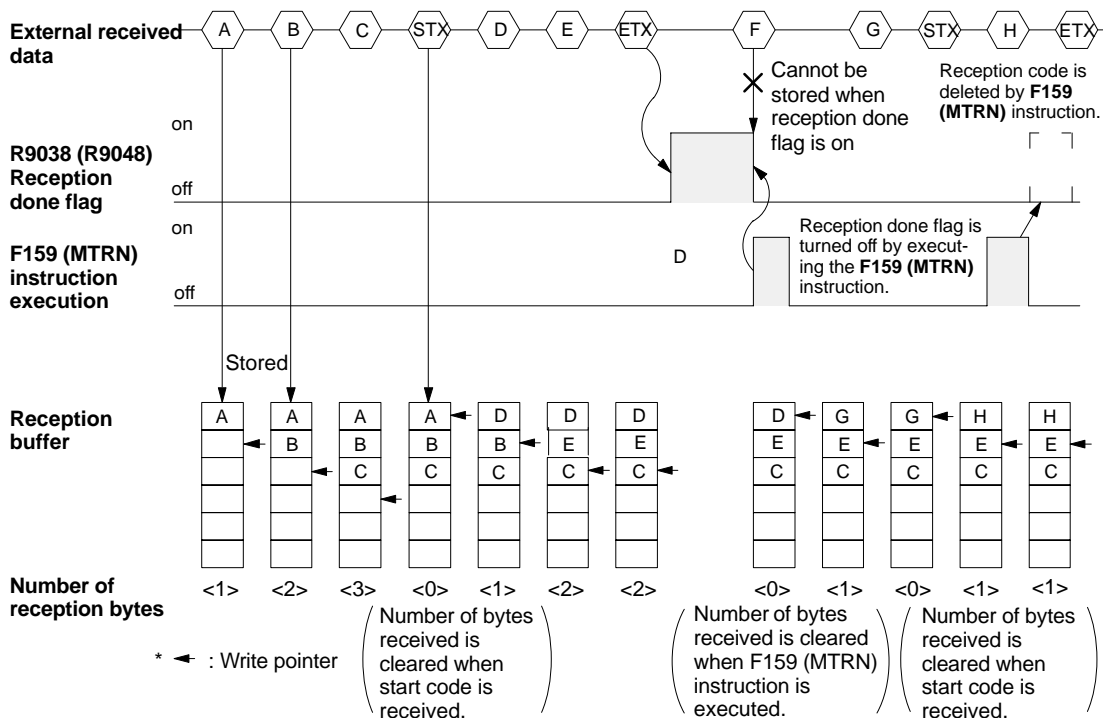 External received data
A B C STX D E ETX F G STX H ETX
Cannot be
stored when
reception done
flag is on
Reception code is
deleted by F159
(MTRN) instruction.
on
R9038 (R9048)
Reception
done flag
off
on
F159 (MTRN)
instruction
execution
off
D
Reception done flag is
turned off by execut-
ing the F159 (MTRN)
instruction.
Stored
Reception
buffer
A A A A D D D D G G H H
B B B B E E E E E E E
C C C C C C C C C C
Number of
reception bytes
<1> <2> <3> <0> <1> <2> <2> <0> <1> <0> <1> <1>
* : Write pointer
Number of bytes
received is
cleared when
start code is
received.
Number of bytes
received is cleared
when F159 (MTRN)
instruction is
executed.
Number of bytes
received is
cleared when
start code is
received.